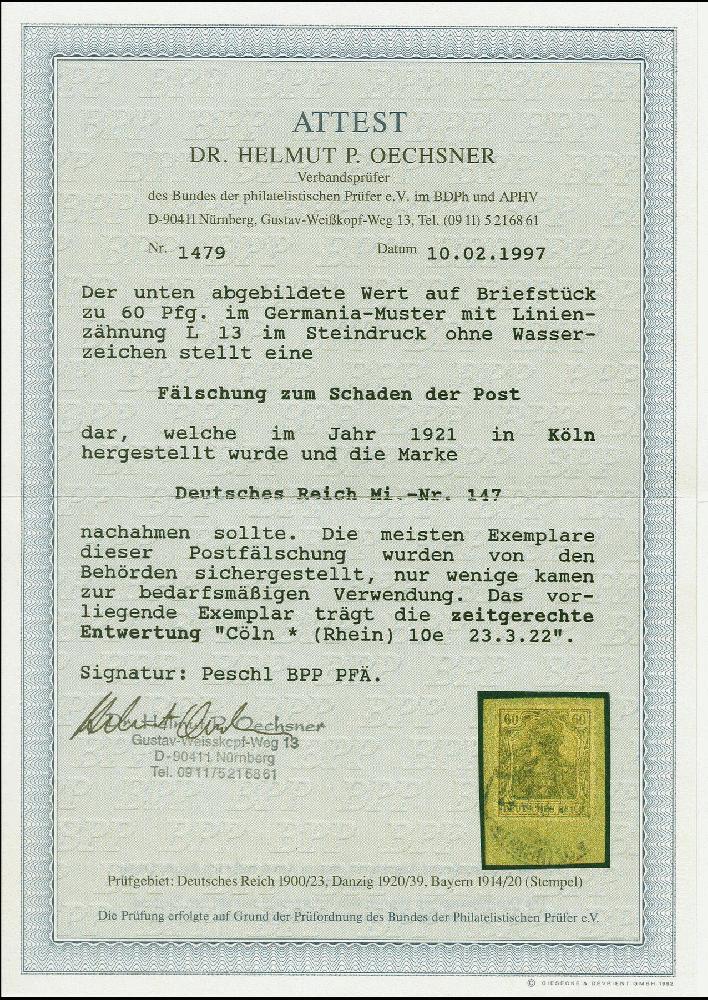 ATTEST
DR. HELMUT P. OECHSNER
Verbandsprüfer
des Bundes der philatelistischen Prüfer e.V. im BDPh und APHV
D-90411 Nürnberg, Gustav-Weißkopf-Weg 13, Tel. (09 11) 5 21 68 61
Nr. 1479 Datum 10.02.1997
Der unten abgebildete Wert auf Briefstück
zu 60 Pfg. im Germania-Muster mit Linien-
zähnung L 13 im Steindruck ohne Wasser-
zeichen stellt eine
Fälschung zum Schaden der Post
dar, welche im Jahr 1921 in Köln
hergestellt wurde und die Marke
Deutsches Reich Mi.-Nr. 147
nachahmen sollte. Die meisten Exemplare
dieser Postfälschung wurden von den
Behörden sichergestellt, nur wenige kamen
zur bedarfsmäßigen Verwendung. Das vor-
liegende Exemplar trägt die zeitgerechte
Entwertung "Cöln * (Rhein) 10e 23.3.22".
Signatur: Peschl BPP PFÄ.
Dr. Helmut P. Oechsner
Gustav-Weisskopf-Weg 13
D-90411 Nürnberg
Tel. 0911/5216861
60 60
DEUTSCHES REICH
Prüfgebiet: Deutsches Reich 1900/23, Danzig 1920/39, Bayern 1914/20 (Stempel)
Die Prüfung erfolgte auf Grund der Prüfordnung des Bundes der Philatelistischen Prüfer e.V.
© GIESECKE & DEVRIENT GMBH 1992